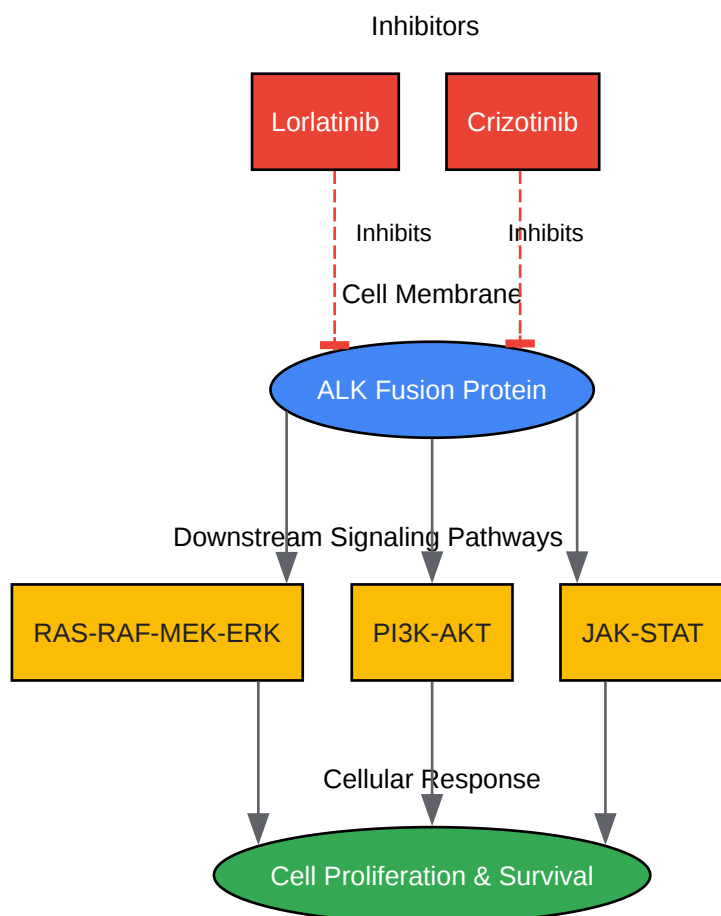 Inhibitors
Lorlatinib
Crizotinib
Inhibits
Inhibits
Cell Membrane
ALK Fusion Protein
Downstream Signaling Pathways
RAS-RAF-MEK-ERK
PI3K-AKT
JAK-STAT
Cellular Response
Cell Proliferation & Survival